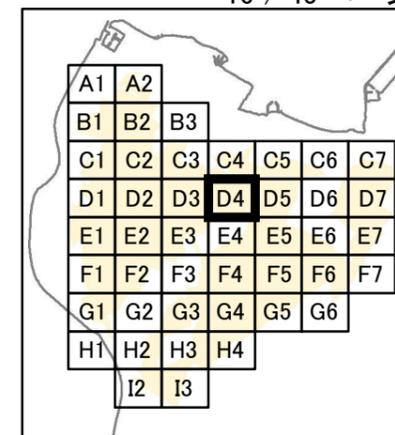 A1 A2
B1 B2 B3
C1 C2 C3 C4 C5 C6 C7
D1 D2 D3 D4 D5 D6 D7
E1 E2 E3 E4 E5 E6 E7
F1 F2 F3 F4 F5 F6 F7
G1 G2 G3 G4 G5 G6
H1 H2 H3 H4
I2 I3